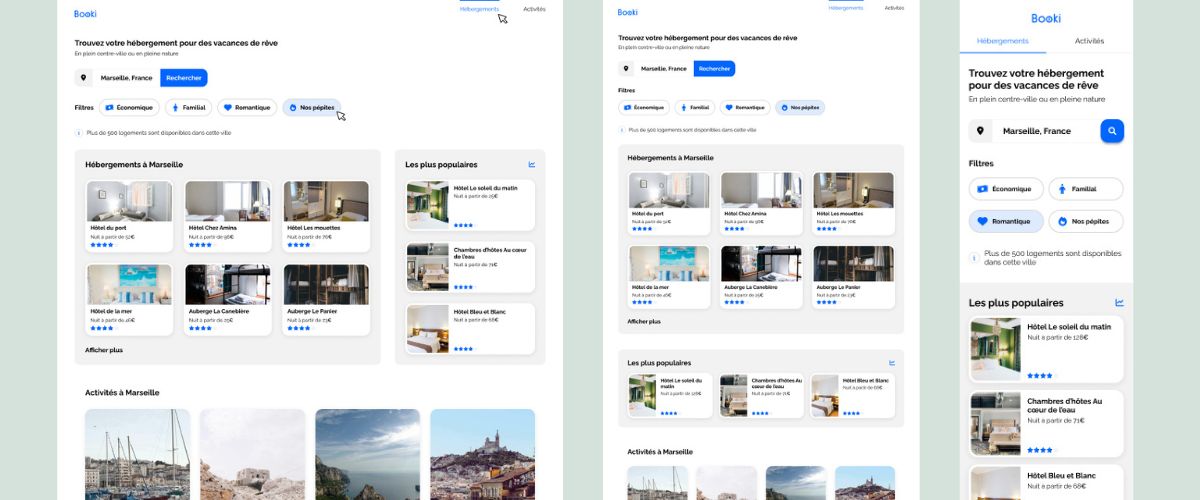 Booki
Hébergements
Activités
Trouvez votre hébergement pour des vacances de rêve
En plein centre-ville ou en pleine nature
Marseille, France
Rechercher
Filtres
Économique
Familial
Romantique
Nos pépites
Plus de 500 logements sont disponibles dans cette ville
Hébergements à Marseille
Hôtel du port
Nuit à partir de 52€
Hôtel Chez Amina
Nuit à partir de 96€
Hôtel Les mouettes
Nuit à partir de 76€
Hôtel de la mer
Nuit à partir de 46€
Auberge La Canebière
Nuit à partir de 25€
Auberge Le Panier
Nuit à partir de 23€
Afficher plus
Les plus populaires
Hôtel Le soleil du matin
Nuit à partir de
Chambres d'hôtes Au cœur
de l'eau
Nuit à partir de 71€
Hôtel Bleu et Blanc
Nuit à partir de 68€
Activités à Marseille
Booki
Hébergements
Activités
Trouvez votre hébergement pour des vacances de rêve
En plein centre-ville ou en pleine nature
Marseille, France
Rechercher
Filtres
Économique
Familial
Romantique
Nos pépites
Plus de 500 logements sont disponibles dans cette ville
Hébergements à Marseille
Hôtel du port
Nuit à partir de 52€
Hôtel Chez Amina
Nuit à partir de 96€
Hôtel Les mouettes
Nuit à partir de 76€
Hôtel de la mer
Nuit à partir de 46€
Auberge La Canebière
Nuit à partir de 25€
Auberge Le Panier
Nuit à partir de 23€
Afficher plus
Les plus populaires
Hôtel Le soleil du
matin
Nuit à partir de 128€
Chambres d'hôtes Au
cœur de l'eau
Nuit à partir de 71€
Hôtel Bleu et Blanc
Nuit à partir de 68€
Activités à Marseille
Booki
Hébergements
Activités
Trouvez votre hébergement
pour des vacances de rêve
En plein centre-ville ou en pleine nature
Marseille, France
Filtres
Économique
Familial
Romantique
Nos pépites
Plus de 500 logements sont disponibles
dans cette ville
Les plus populaires
Hôtel Le soleil du matin
Nuit à partir de 128€
Chambres d'hôtes Au
cœur de l'eau
Nuit à partir de 71€
Hôtel Bleu et Blanc
Nuit à partir de 68€